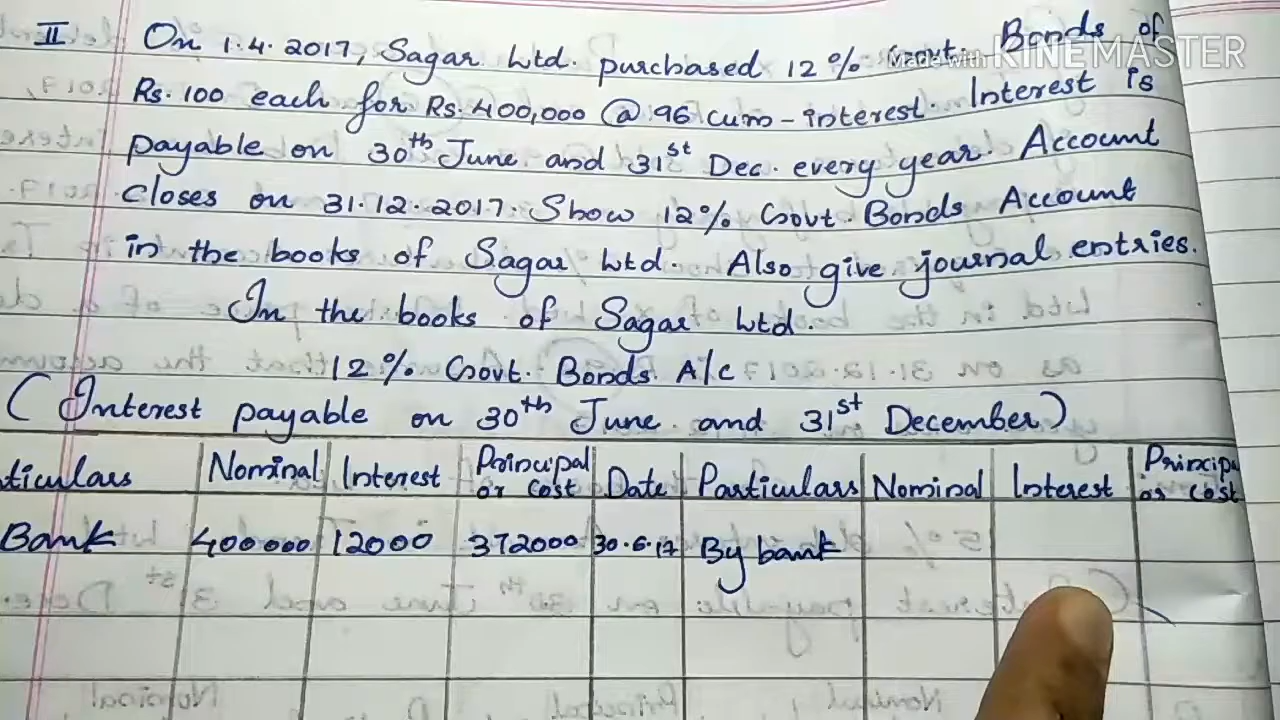 II On 1.4.2017, Sagar Ltd. purchased 12% Govt. Bonds of
Made with KINEMASTER
Rs. 100 each for Rs. 400,000 @ 96 cum-interest. Interest is
payable on 30th June and 31st Dec. every year. Account
closes on 31.12.2017. Show 12% Govt. Bonds Account
in the books of Sagar Ltd. Also give journal entries.
In the books of Sagar Ltd.
12% Govt. Bonds A/c
(Interest payable on 30th June and 31st December)
ticulars Nominal Interest Principal or cost Date Particulars Nominal Interest Princip or cost
Bank 400000 12000 372000 30.6.17 By bank